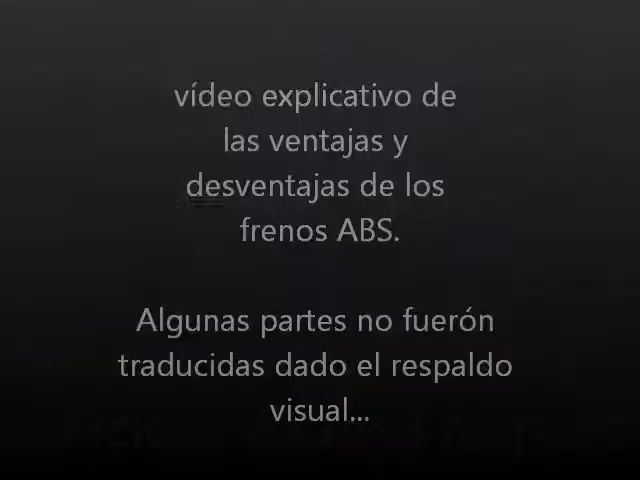 vídeo explicativo de
las ventajas y
desventajas de los
frenos ABS.
Algunas partes no fuerón
traducidas dado el respaldo
visual...